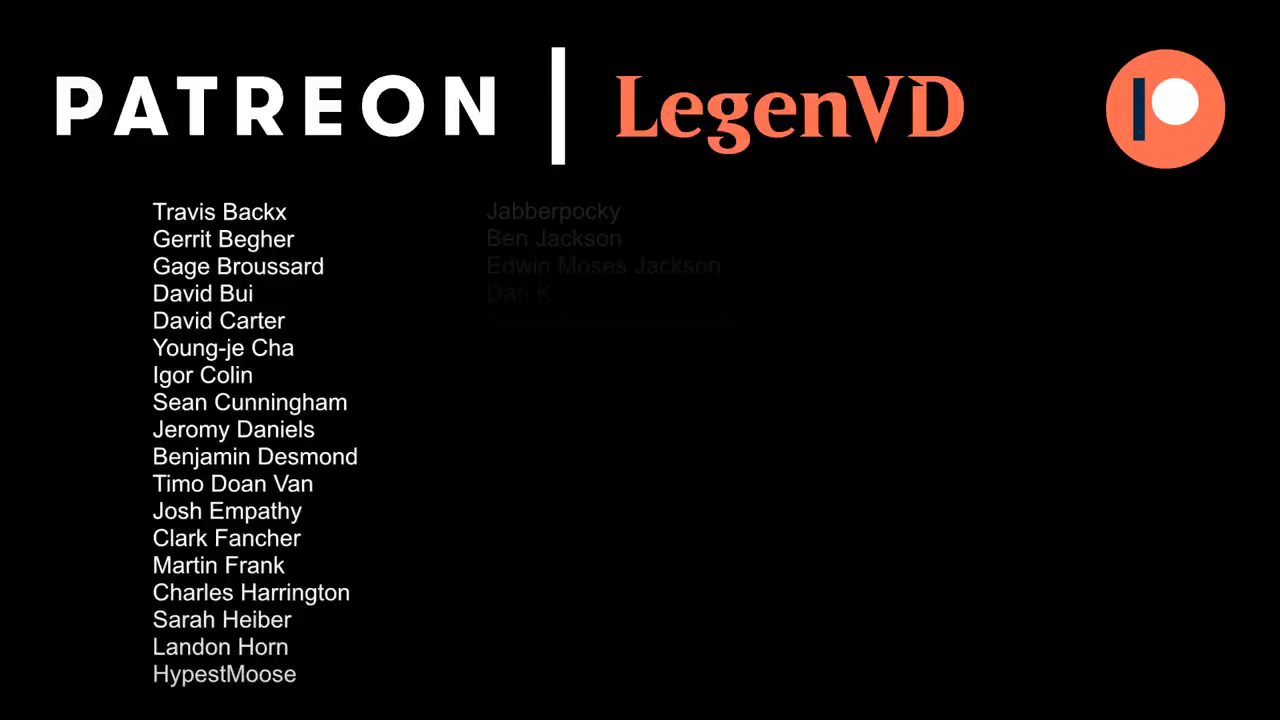 PATREON | LegenVD
Travis Backx
Gerrit Begher
Gage Broussard
David Bui
David Carter
Young-je Cha
Igor Colin
Sean Cunningham
Jeromy Daniels
Benjamin Desmond
Timo Doan Van
Josh Empathy
Clark Fancher
Martin Frank
Charles Harrington
Sarah Heiber
Landon Horn
HypestMoose
Jabberpocky
Ben Jackson
Edwin Moses Jackson
Dan K